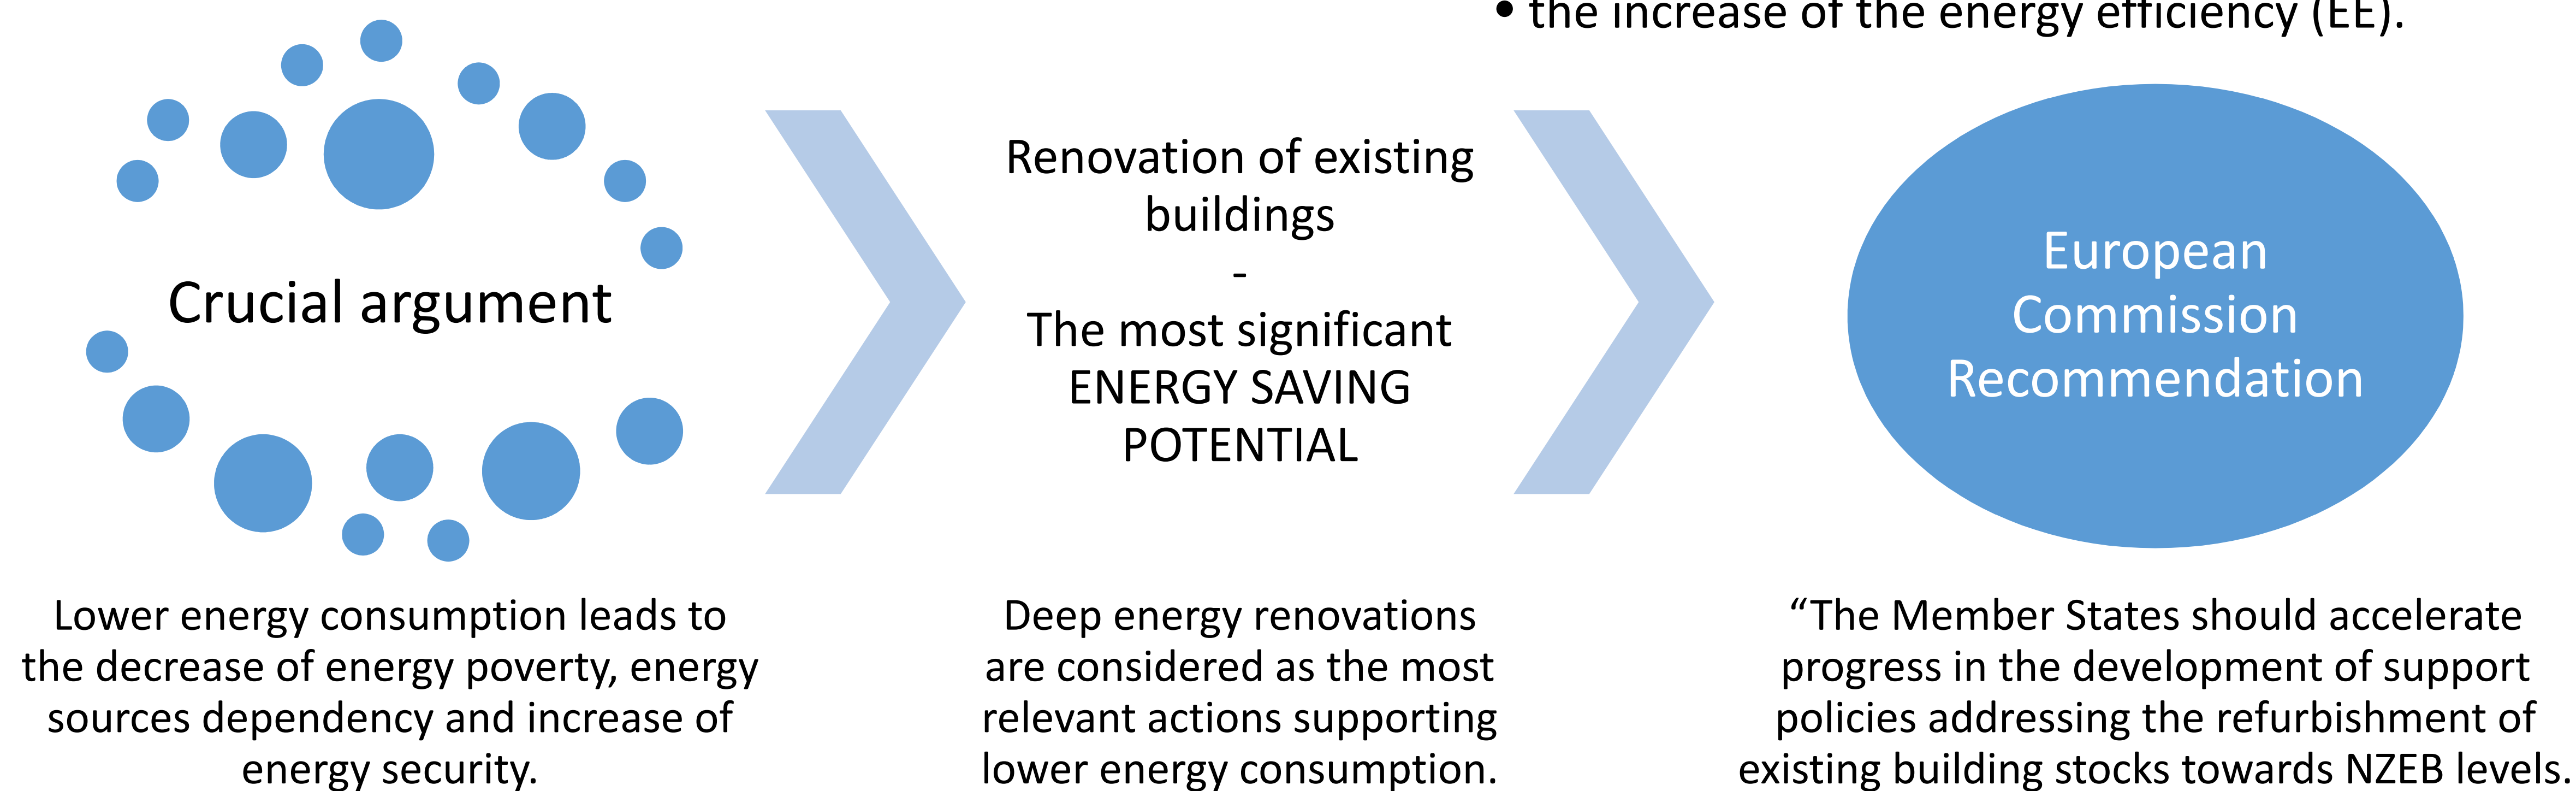 • the increase of the energy efficiency (EE).
Crucial argument
Renovation of existing
buildings
-
The most significant
ENERGY SAVING
POTENTIAL
European
Commission
Recommendation
Lower energy consumption leads to
the decrease of energy poverty, energy
sources dependency and increase of
energy security.
Deep energy renovations
are considered as the most
relevant actions supporting
lower energy consumption.
“The Member States should accelerate
progress in the development of support
policies addressing the refurbishment of
existing building stocks towards NZEB levels.